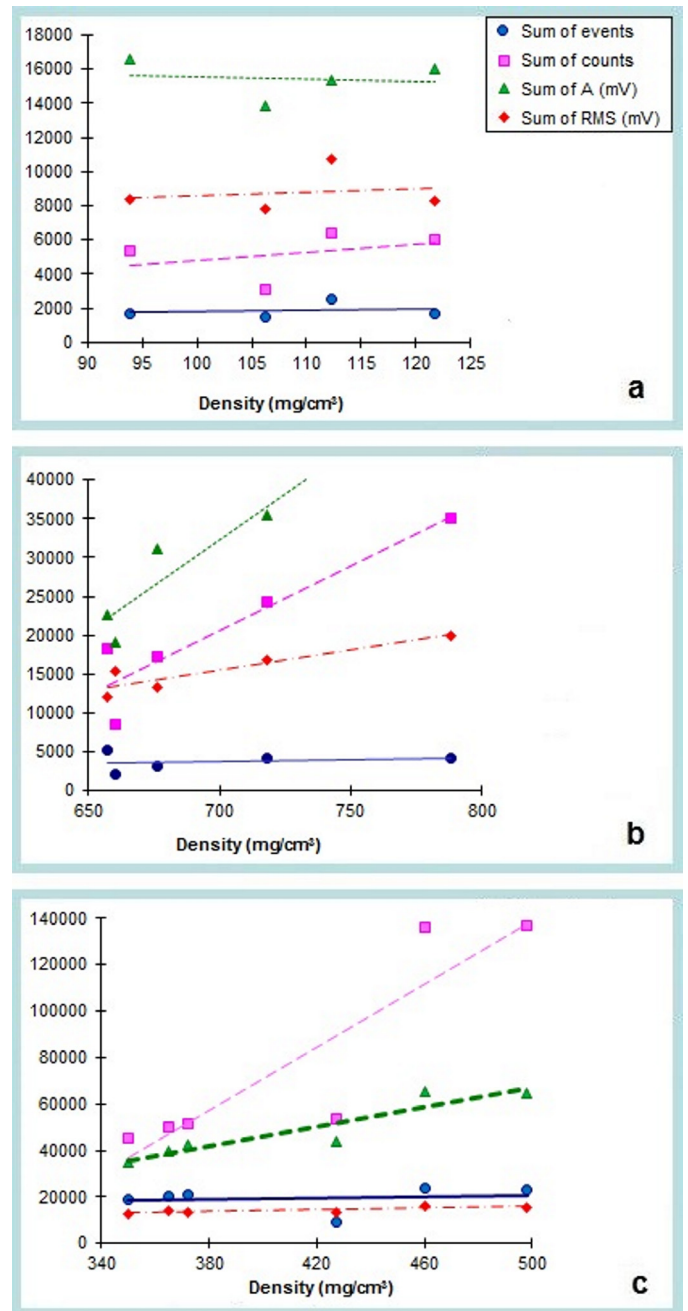 18000
16000
14000
12000
10000
8000
6000
4000
2000
0
90 95 100 105 110 115 120 125
Density (mg/cm³)
Sum of events
Sum of counts
Sum of A (mV)
Sum of RMS (mV)
a
40000
35000
30000
25000
20000
15000
10000
5000
0
650 700 750 800
Density (mg/cm³)
b
140000
120000
100000
80000
60000
40000
20000
0
340 380 420 460 500
Density (mg/cm³)
c